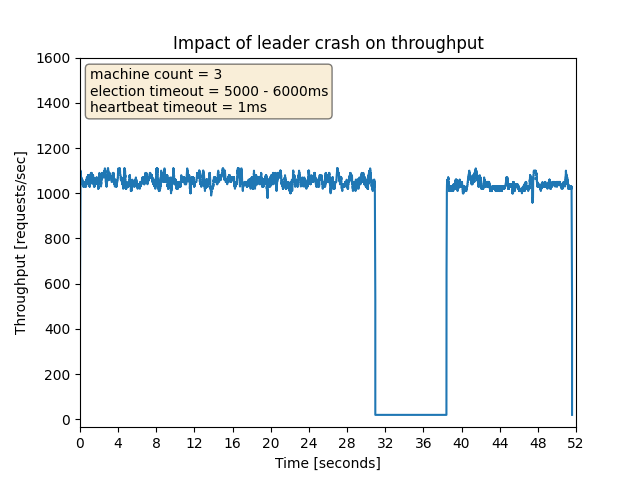 Impact of leader crash on throughput
machine count = 3
election timeout = 5000 - 6000ms
heartbeat timeout = 1ms
Throughput [requests/sec]
1600
1400
1200
1000
800
600
400
200
0
0 4 8 12 16 20 24 28 32 36 40 44 48 52
Time [seconds]